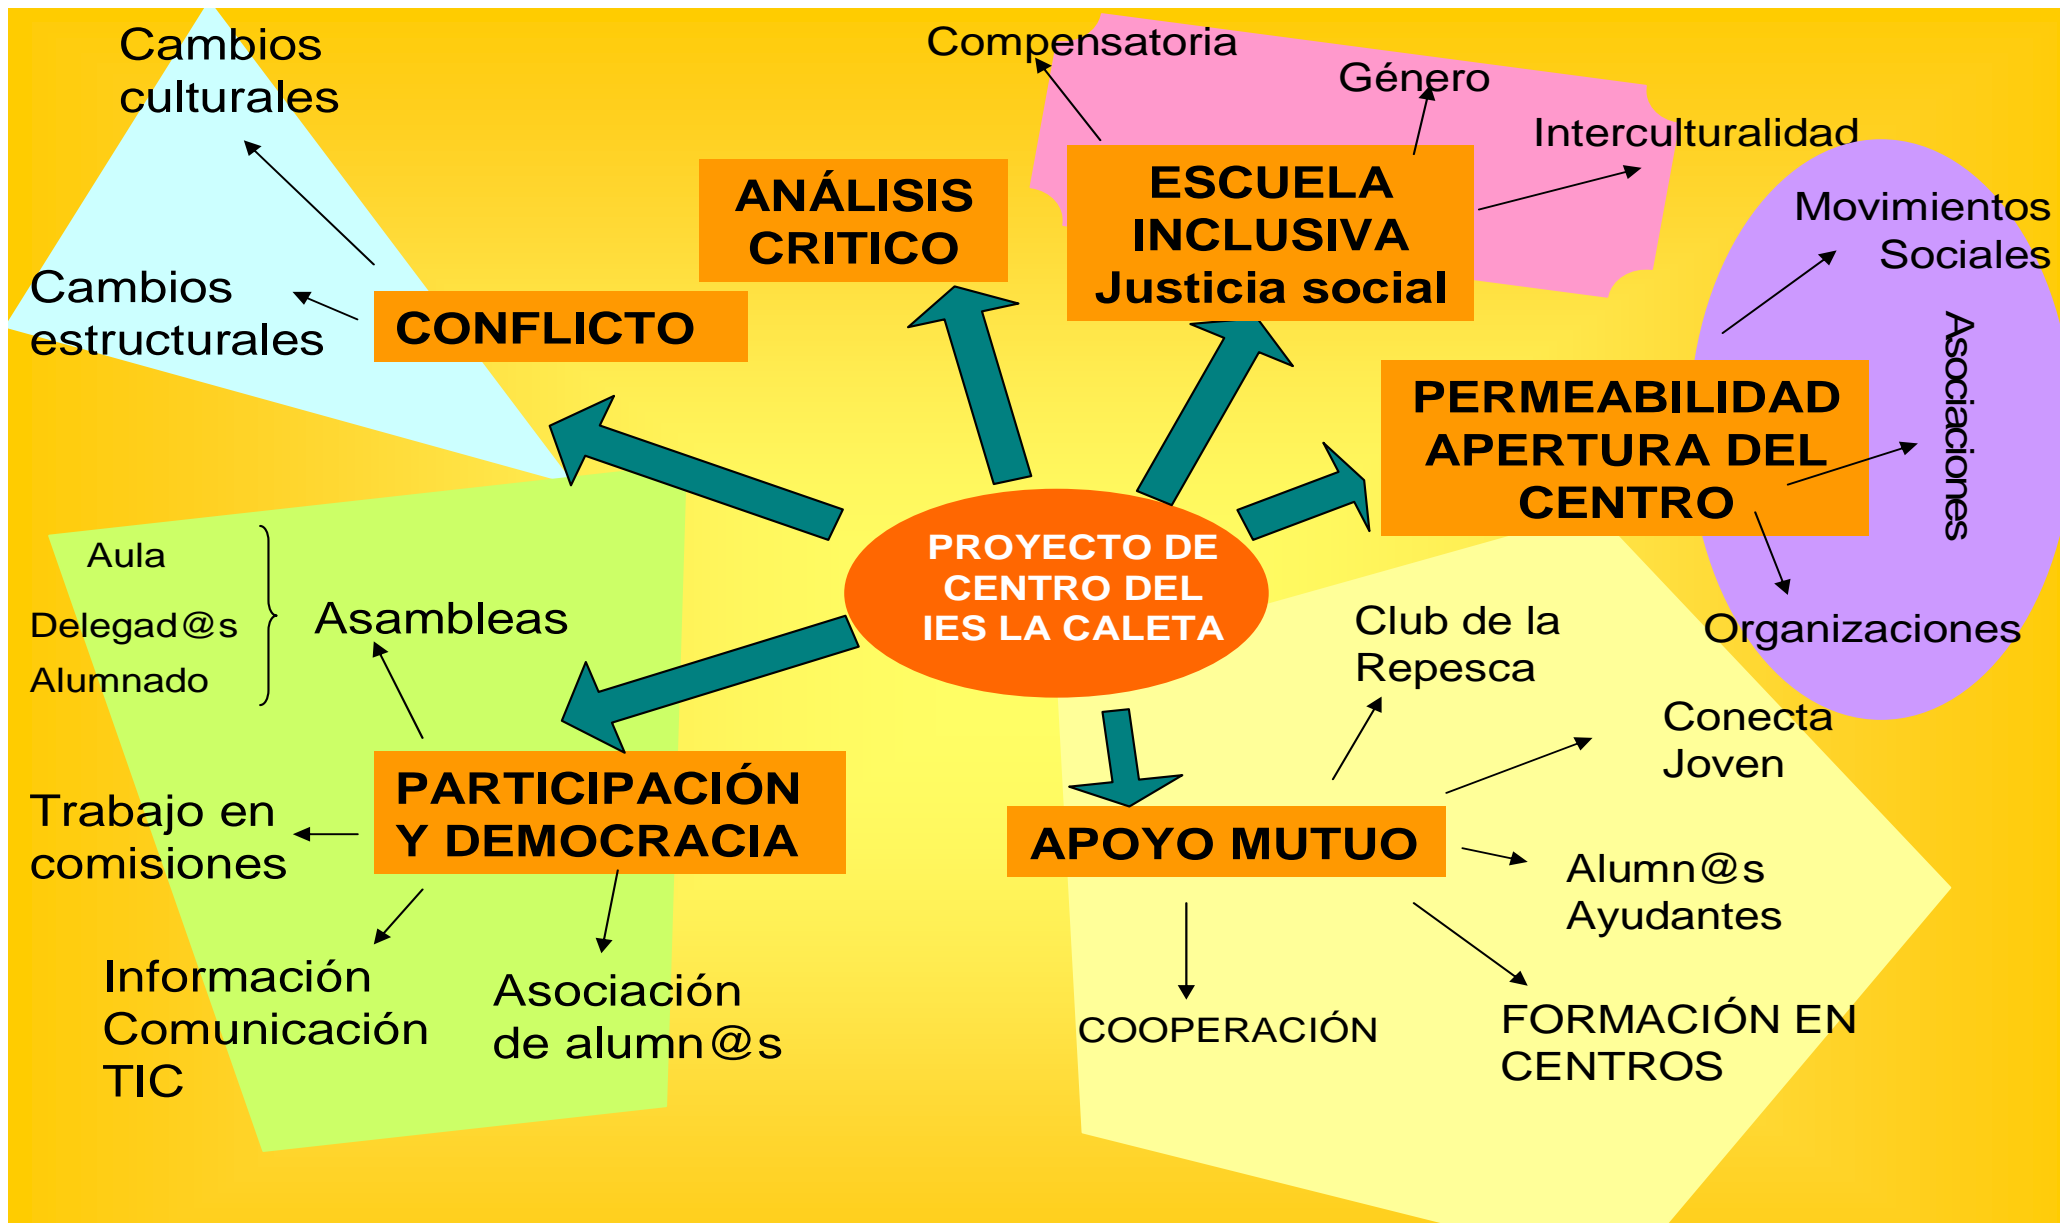 Cambios
culturales
Cambios
estructurales
CONFLICTO
ANÁLISIS
CRITICO
Compensatoria
Género
Interculturalidad
ESCUELA
INCLUSIVA
Justicia social
Movimientos
Sociales
Asociaciones
Organizaciones
PERMEABILIDAD
APERTURA DEL
CENTRO
PROYECTO DE
CENTRO DEL
IES LA CALETA
Aula
Delegad@s
Alumnado
Asambleas
PARTICIPACIÓN
Y DEMOCRACIA
Trabajo en
comisiones
Información
Comunicación
TIC
Asociación
de alumn@s
APOYO MUTUO
Club de la
Repesca
Conecta
Joven
Alumn@s
Ayudantes
FORMACIÓN EN
CENTROS
COOPERACIÓN